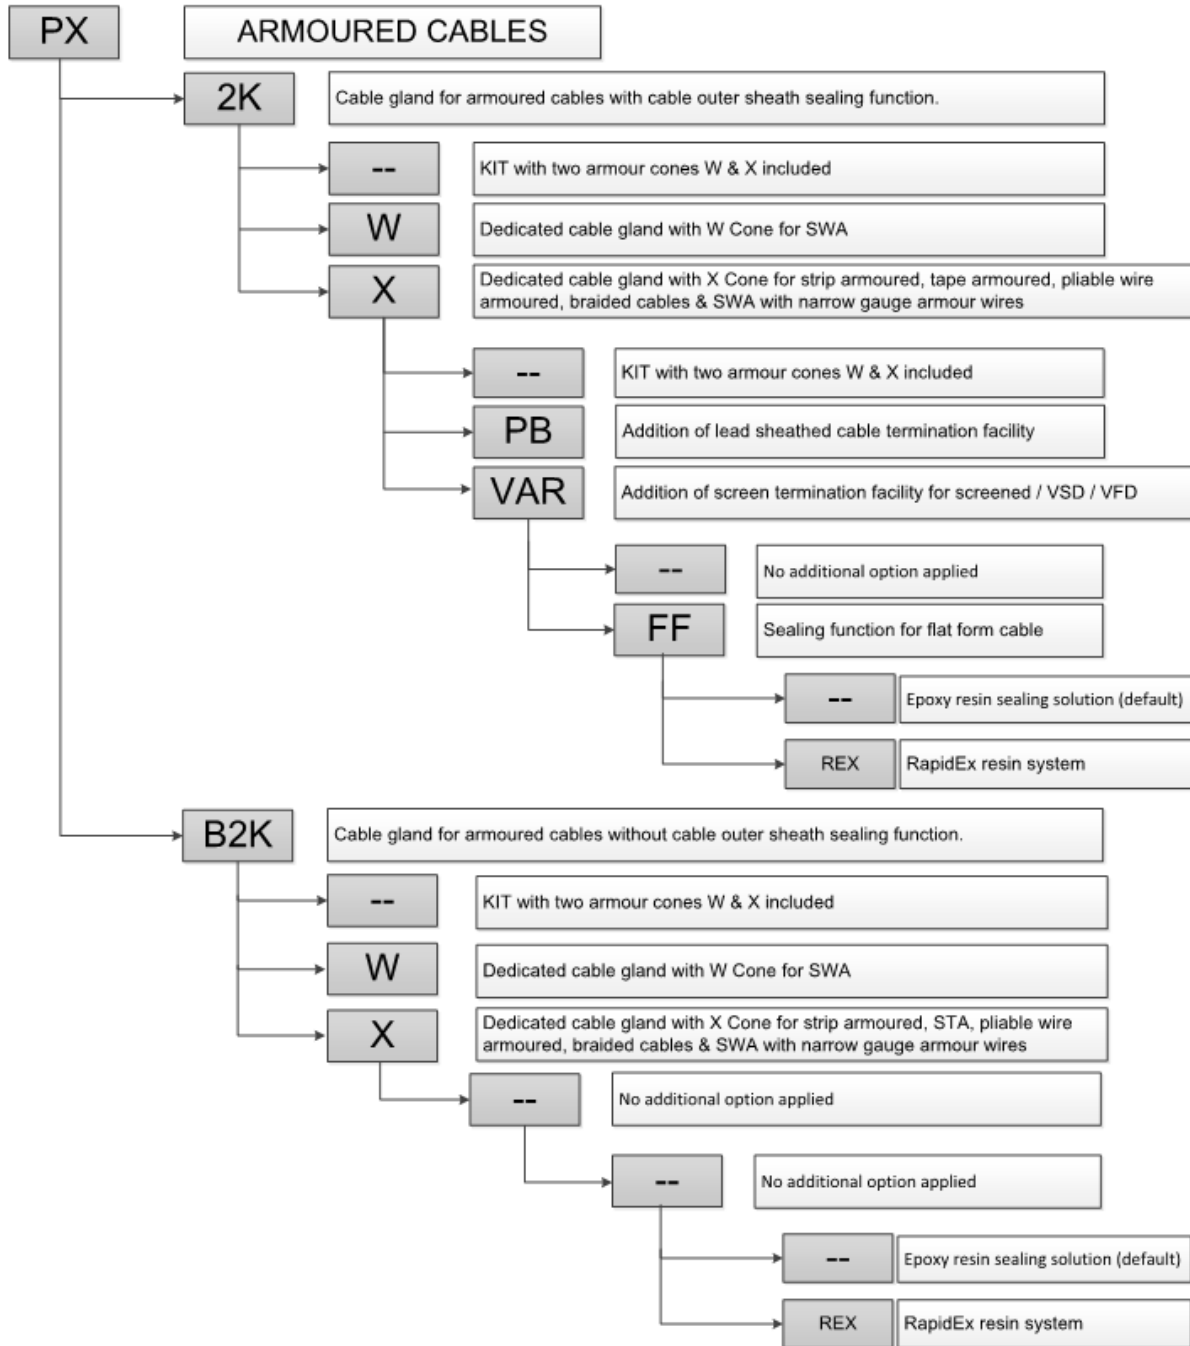 PX
ARMOURED CABLES
2K
Cable gland for armoured cables with cable outer sheath sealing function.
--
KIT with two armour cones W & X included
W
Dedicated cable gland with W Cone for SWA
X
Dedicated cable gland with X Cone for strip armoured, tape armoured, pliable wire
armoured, braided cables & SWA with narrow gauge armour wires
--
KIT with two armour cones W & X included
PB
Addition of lead sheathed cable termination facility
VAR
Addition of screen termination facility for screened / VSD / VFD
--
No additional option applied
FF
Sealing function for flat form cable
--
Epoxy resin sealing solution (default)
REX
RapidEx resin system
B2K
Cable gland for armoured cables without cable outer sheath sealing function.
--
KIT with two armour cones W & X included
W
Dedicated cable gland with W Cone for SWA
X
Dedicated cable gland with X Cone for strip armoured, STA, pliable wire
armoured, braided cables & SWA with narrow gauge armour wires
--
No additional option applied
--
No additional option applied
--
Epoxy resin sealing solution (default)
REX
RapidEx resin system